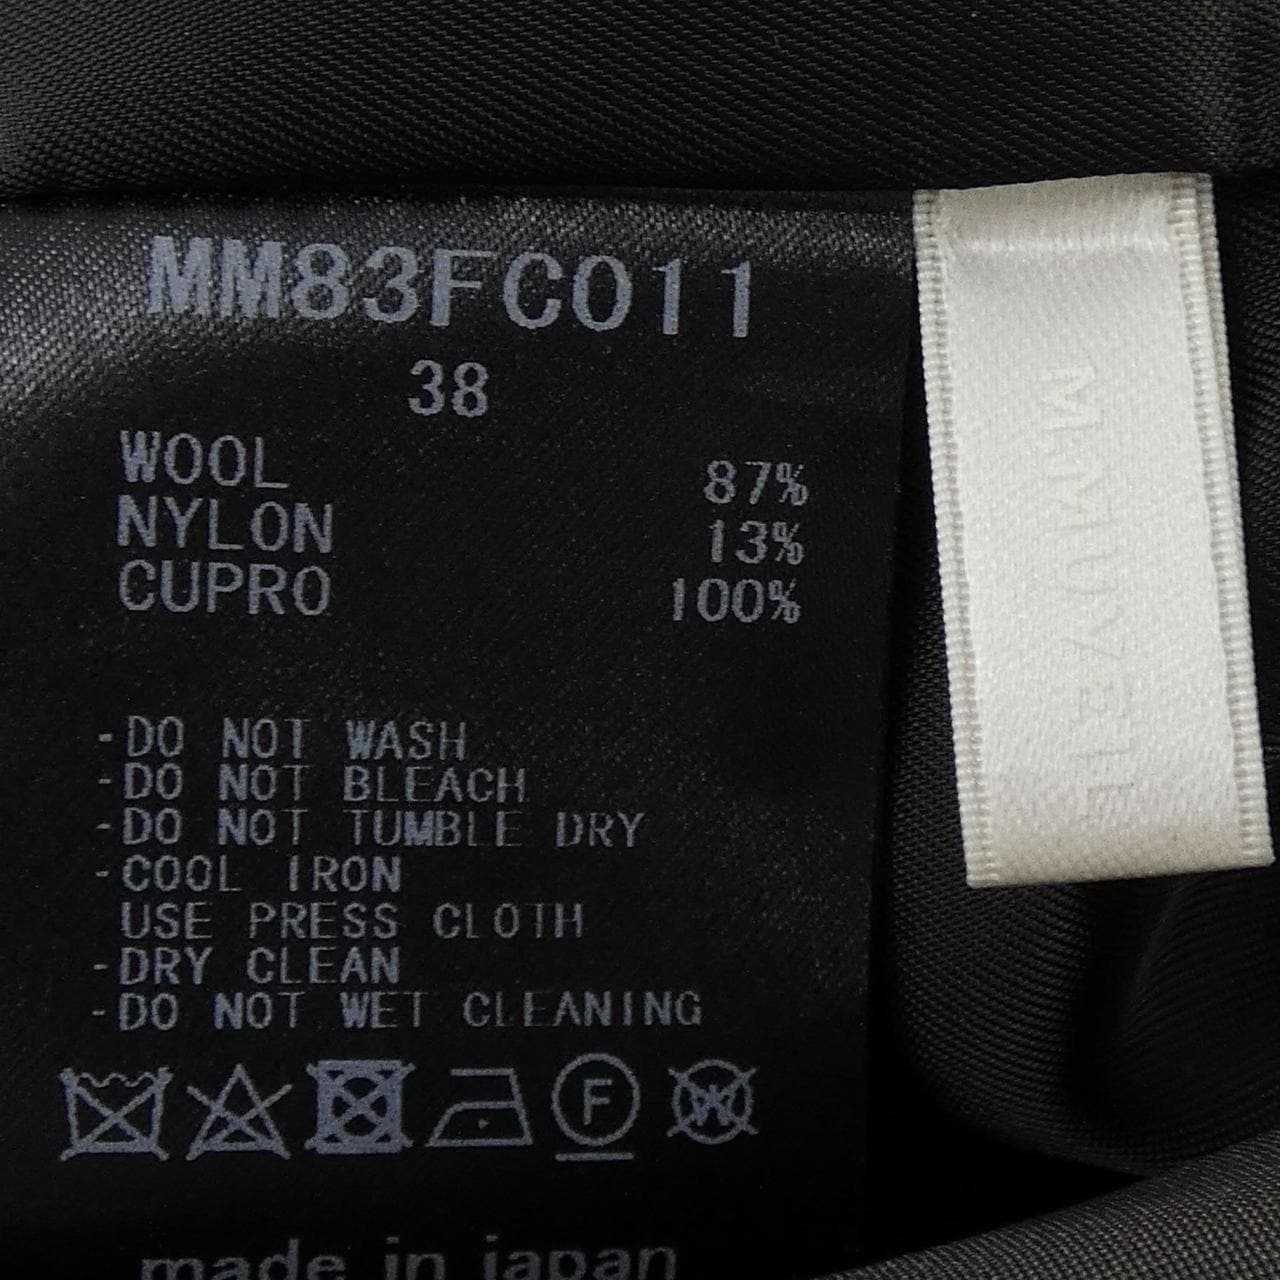 MM83FC011
38
WOOL 87%
NYLON 13%
CUPRO 100%
-DO NOT WASH
-DO NOT BLEACH
-DO NOT TUMBLE DRY
-COOL IRON
USE PRESS CLOTH
-DRY CLEAN
-DO NOT WET CLEANING
F W
made in japan